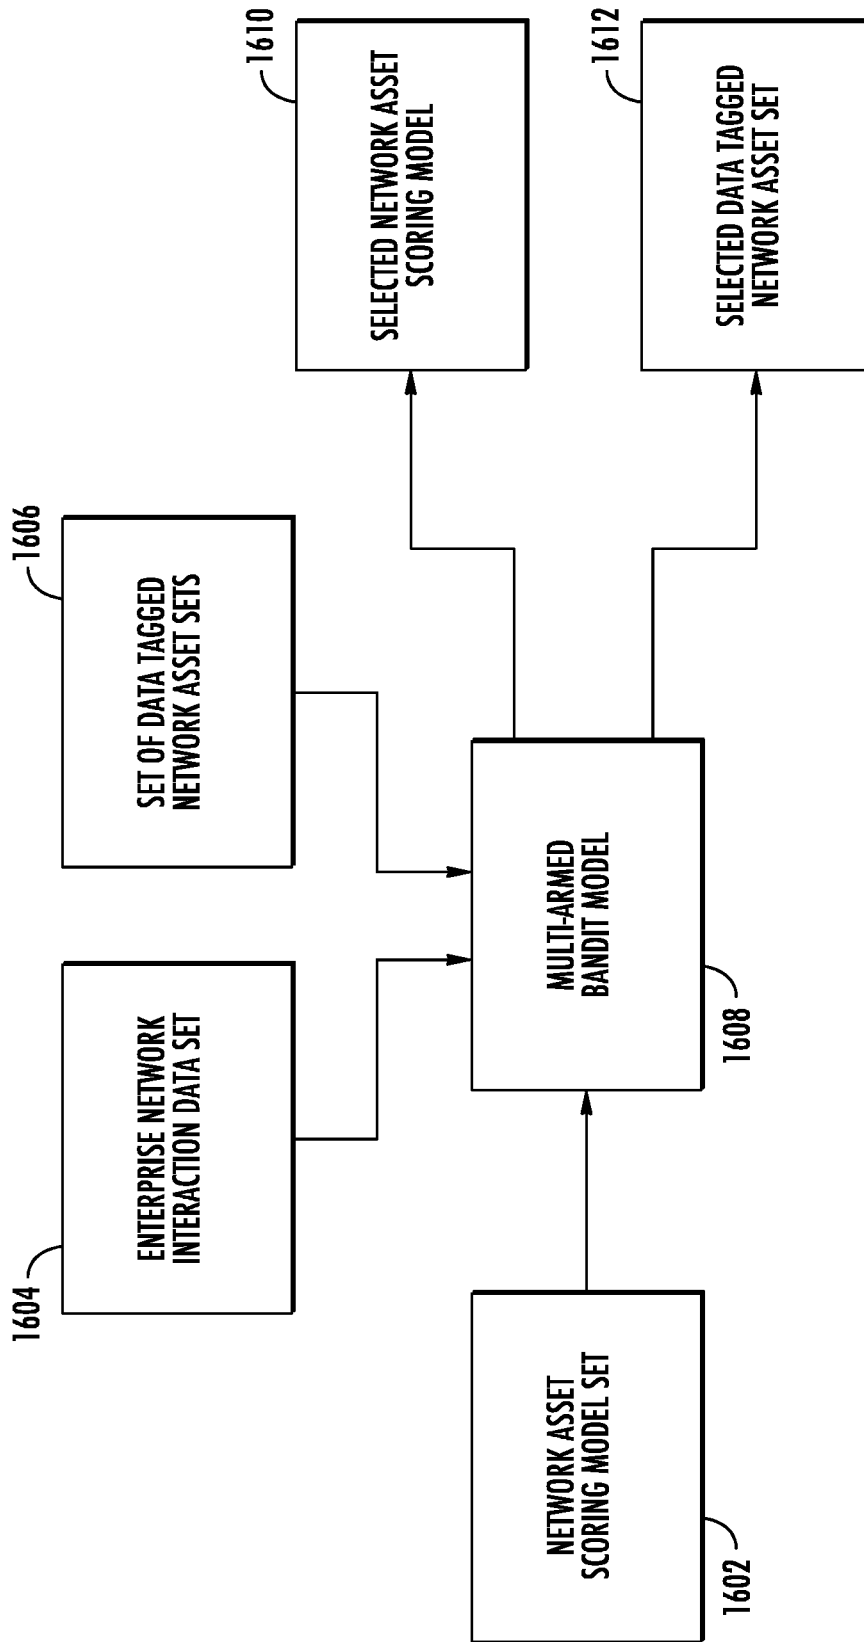 1604
ENTERPRISE NETWORK
INTERACTION DATA SET
1606
SET OF DATA TAGGED
NETWORK ASSET SETS
1602
NETWORK ASSET
SCORING MODEL SET
1608
MULTI-ARMED
BANDIT MODEL
1610
SELECTED NETWORK ASSET
SCORING MODEL
1612
SELECTED DATA TAGGED
NETWORK ASSET SET